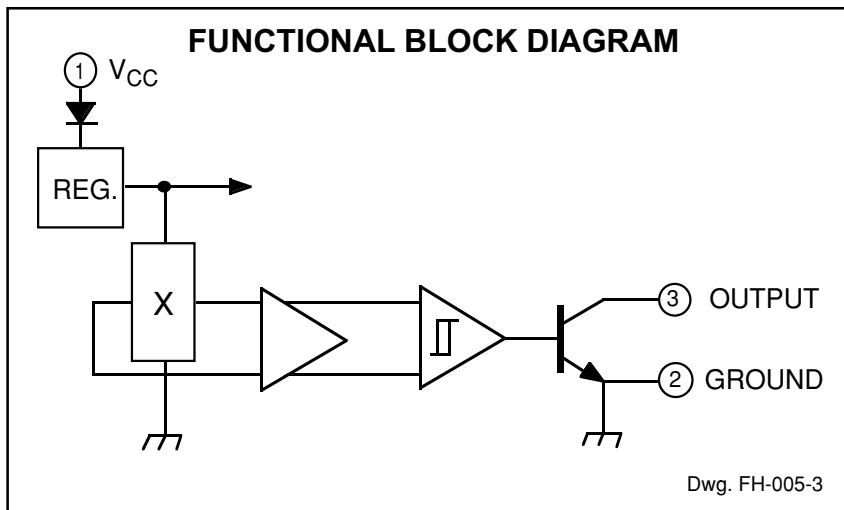 FUNCTIONAL BLOCK DIAGRAM
1 VCC
REG.
X
3 OUTPUT
2 GROUND
Dwg. FH-005-3